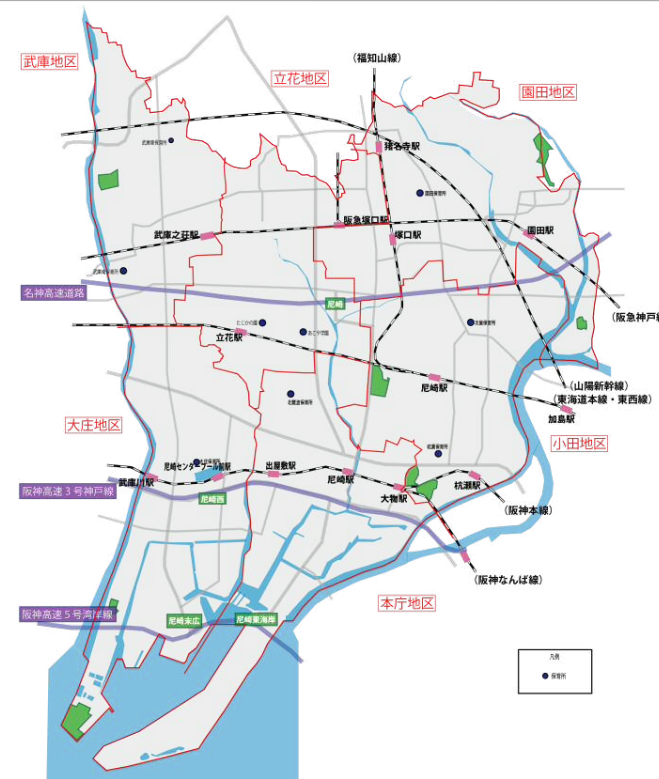 (福知山線)
武庫地区
立花地区
園田地区
猪名寺駅
園田保育所
阪急塚口駅
武庫之荘駅
塚口駅
園田駅
名神高速道路
尼崎
(阪急神戸線
立花駅
尼崎駅
(山陽新幹線)
(東海道本線・東西線)
加島駅
大庄地区
小田地区
尼崎センタープール前駅
出屋敷駅
武庫川駅
尼崎駅
大物駅
杭瀬駅
阪神高速3号神戸線
尼崎西
(阪神本線)
(阪神なんば線)
本庁地区
阪神高速5号湾岸線
尼崎末広
尼崎東海岸
凡例
保育所